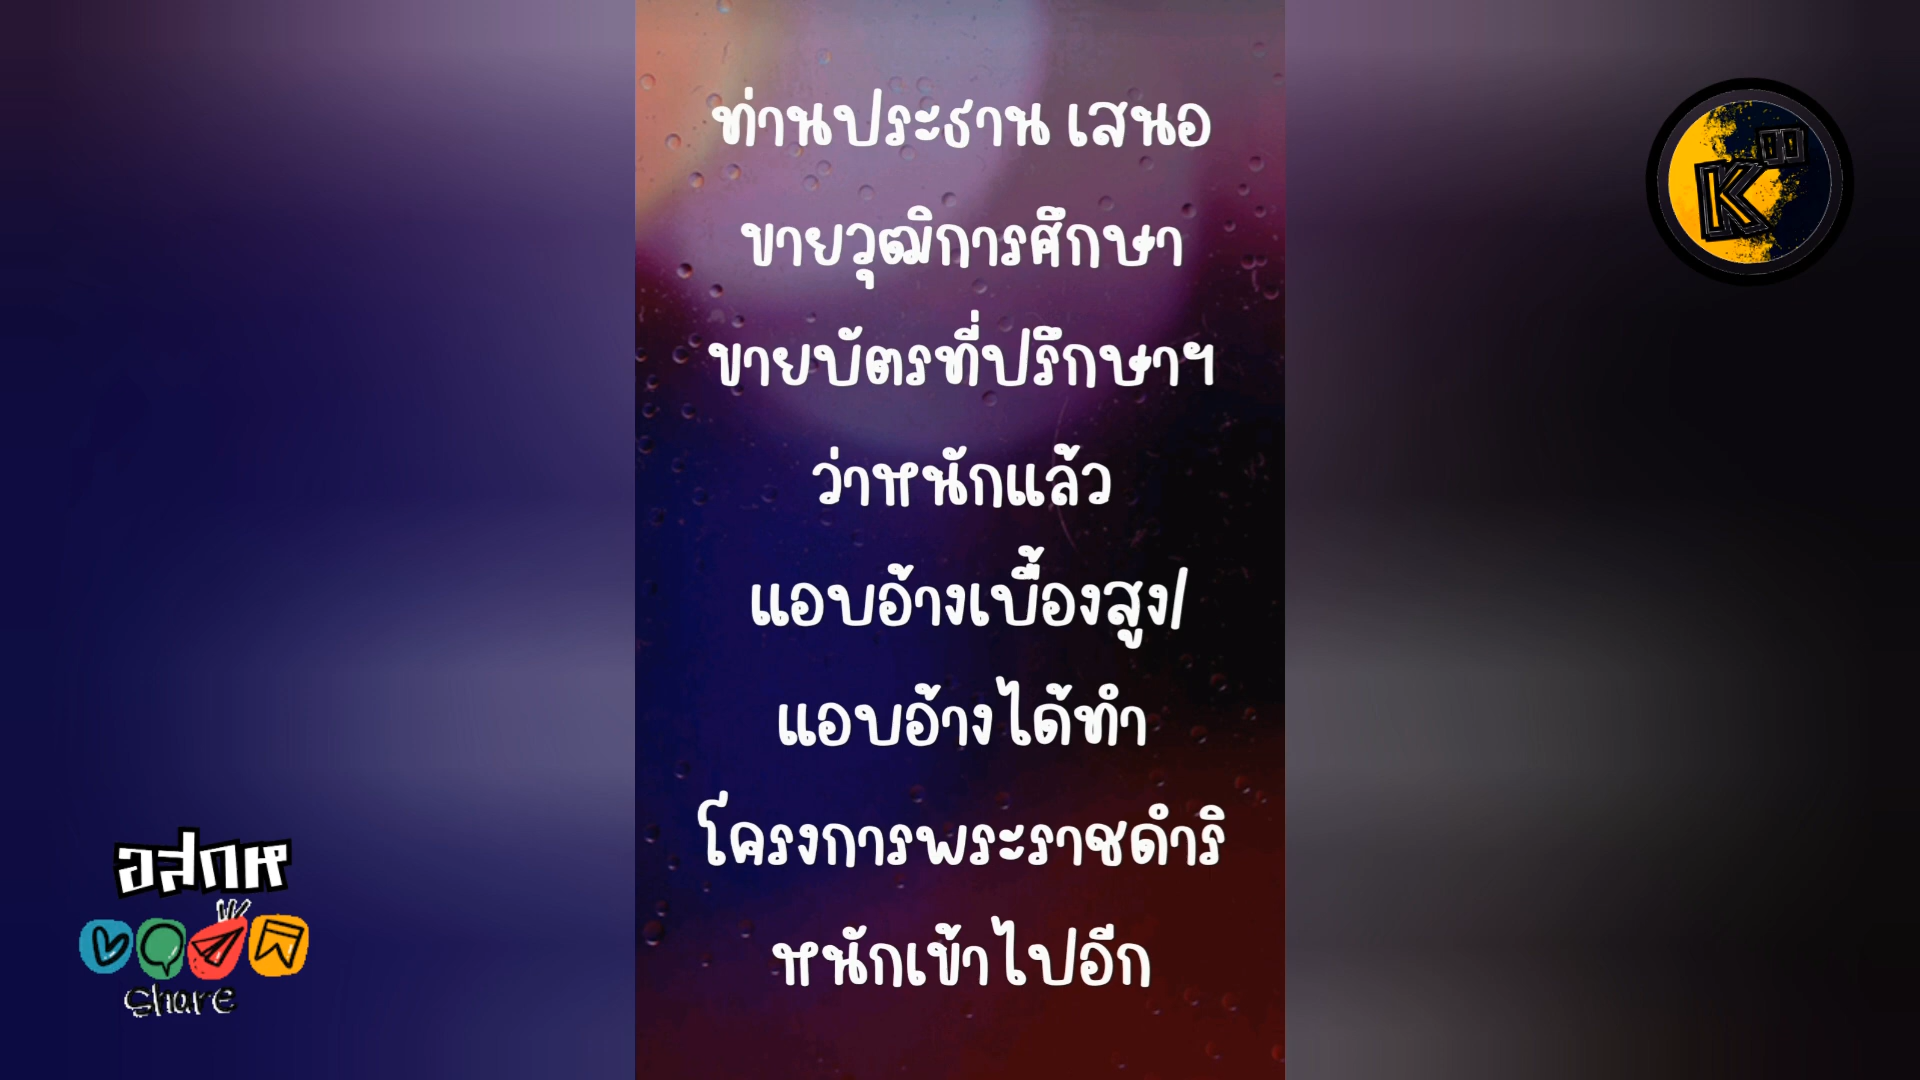 ท่านประธาน เสนอ
ขายวุฒิการศึกษา
ขายบัตรที่ปรึกษาฯ
ว่าหนักแล้ว
แอบอ้างเบื้องสูง/
แอบอ้างได้ทำ
โครงการพระราชดำริ
หนักเข้าไปอีก
K"
อสกห
share